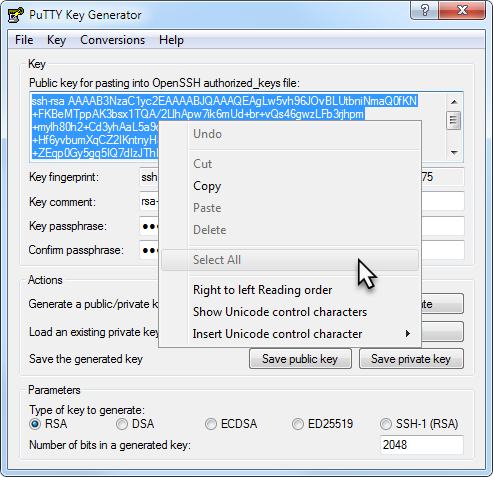 PuTTY Key Generator
File Key Conversions Help
Key
Public key for pasting into OpenSSH authorized_keys file:
ssh-rsa AAAAB3NzaC1yc2EAAAABJQAAAQEAgLw5vh96JOvBLUtbniNmaQ0fKN
+FKBeMTppAK3bsx1TQA/2LlhApw7ik6mUd+br+vQs46gwzLFb3rjhpm
+mylh80h2+Cd3yhAaL5a9
+Hf6yvbumXqCZ2IKntnyH
+ZEqp0Gy5gq5lQ7dIzJTh
Key fingerprint: ssh 75
Key comment: rsa-
Key passphrase:
Confirm passphrase:
Undo
Cut
Copy
Paste
Delete
Select All
Right to left Reading order
Show Unicode control characters
Insert Unicode control character
Actions
Generate a public/private k
Load an existing private key
Save the generated key Save public key Save private key
Parameters
Type of key to generate:
RSA DSA ECDSA ED25519 SSH-1 (RSA)
Number of bits in a generated key: 2048